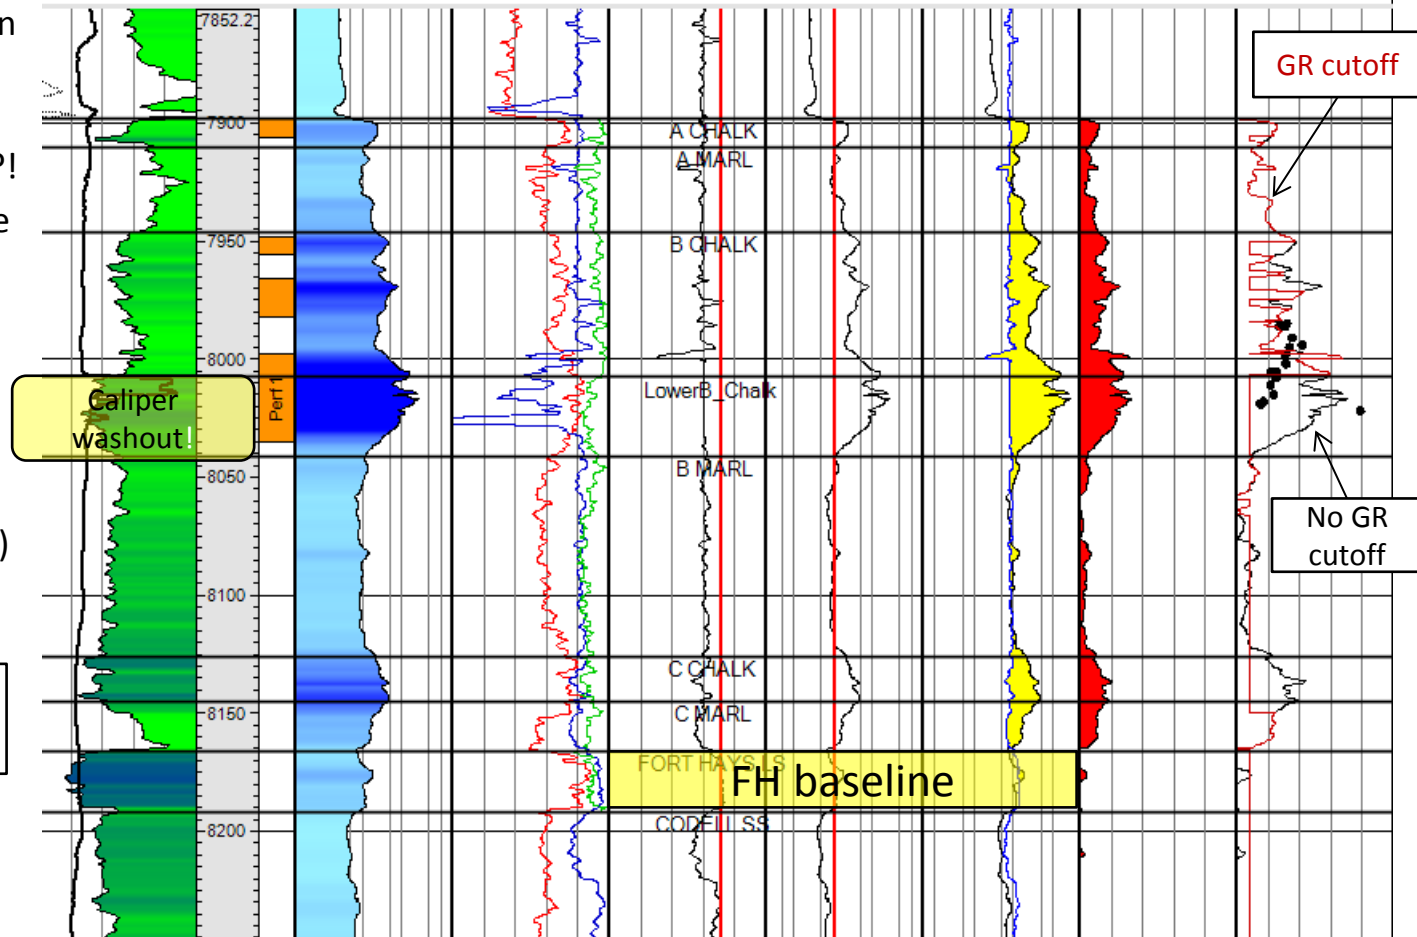 n
?!
e
)
7852.2
GR cutoff
7900
A CHALK
A MARL
7950
B CHALK
8000
Perf 1
LowerB_Chalk
Caliper
washout!
B MARL
8050
No GR
cutoff
8100
C CHALK
C MARL
8150
FORT HAYS LS
FH baseline
CODELL SS
8200